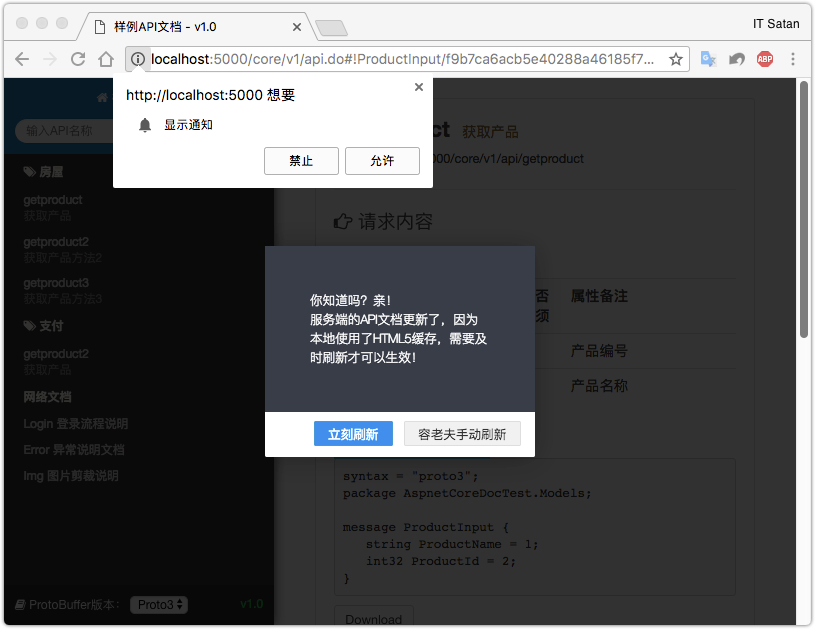 样例API文档 - v1.0
IT Satan
localhost:5000/core/v1/api.do#!ProductInput/f9b7ca6acb5e40288a46185f7...
ABP
http://localhost:5000 想要
显示通知
禁止
允许
输入API名称
房屋
getproduct
获取产品
getproduct2
获取产品方法2
getproduct3
获取产品方法3
支付
getproduct2
获取产品
网络文档
Login 登录流程说明
Error 异常说明文档
Img 图片剪裁说明
ProtoBuffer版本：
Proto3
v1.0
ct 获取产品
000/core/v1/api/getproduct
请求内容
否 属性备注
须
产品编号
产品名称
你知道吗？亲！
服务端的API文档更新了，因为
本地使用了HTML5缓存，需要及
时刷新才可以生效！
立刻刷新
容老夫手动刷新
syntax = "proto3";
package AspnetCoreDocTest.Models;
message ProductInput {
string ProductName = 1;
int32 ProductId = 2;
}
Download